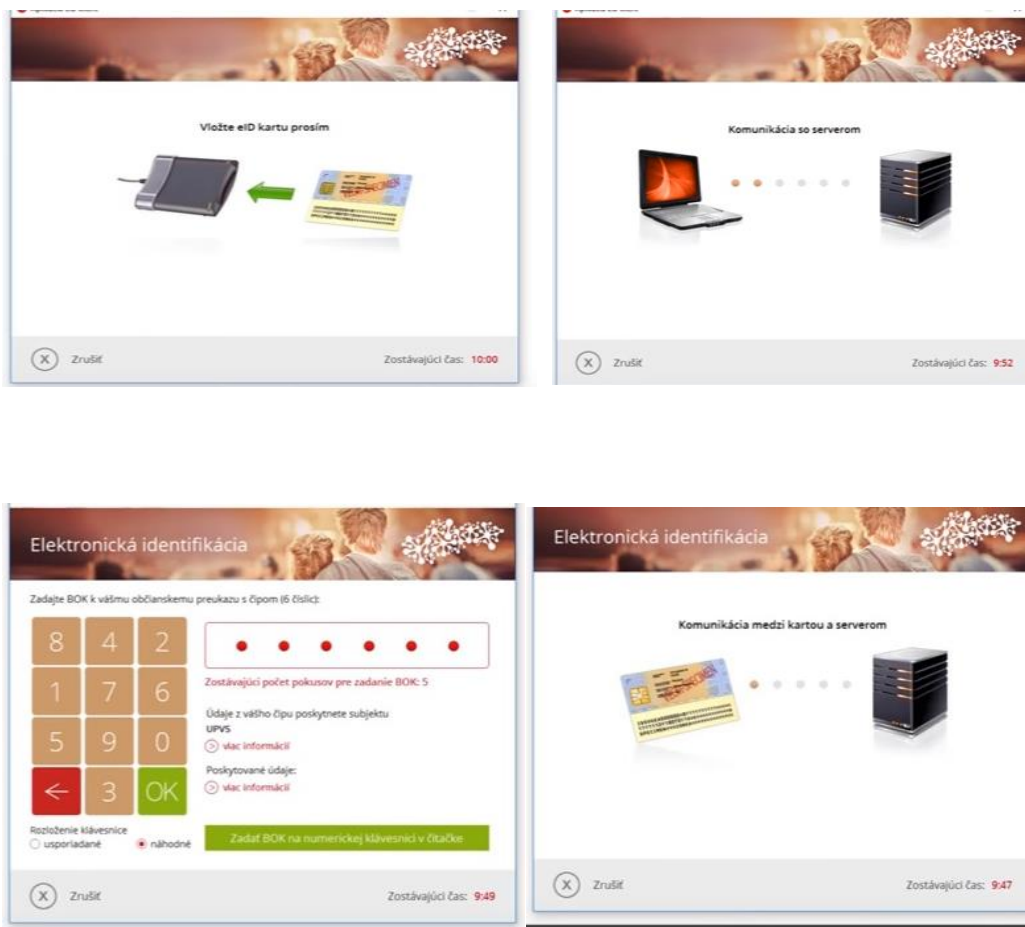 Vložte eID kartu prosím
Zrušiť
Zostávajúci čas: 10:00
Komunikácia so serverom
Zrušiť
Zostávajúci čas: 9:52
Elektronická identifikácia
Zadajte BOK k vášmu občianskemu preukazu s čipom (6 číslic):
8 4 2
1 7 6
5 9 0
3 OK
Zostávajúci počet pokusov pre zadanie BOK: 5
Údaje z vášho čipu poskytnete subjektu
UPVS
viac informácií
Poskytované údaje:
viac informácií
Rozloženie klávesnice
usporiadané náhodné
Zadať BOK na numerickej klávesnici v čítačke
Zrušiť
Zostávajúci čas: 9:49
Elektronická identifikácia
Komunikácia medzi kartou a serverom
Zrušiť
Zostávajúci čas: 9:47